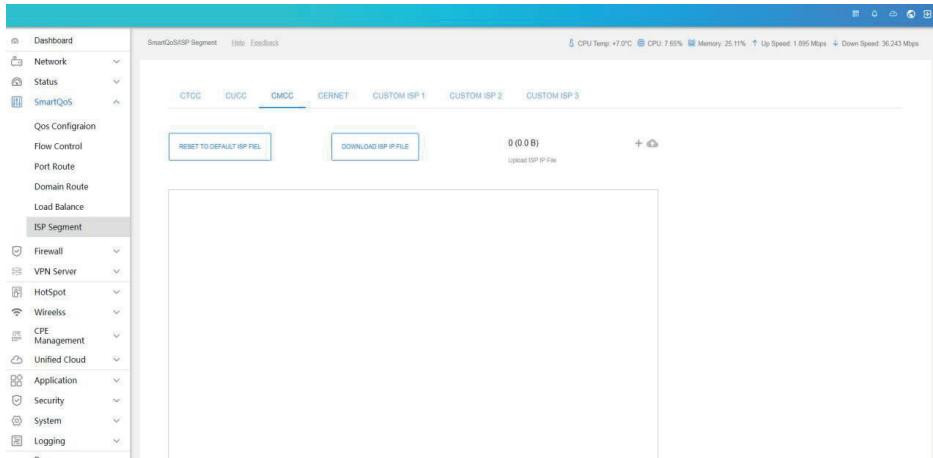 Dashboard
Network
Status
SmartQoS
Qos Configraion
Flow Control
Port Route
Domain Route
Load Balance
ISP Segment
Firewall
VPN Server
HotSpot
Wireelss
CPE
Management
Unified Cloud
Application
Security
System
Logging
SmartQoS/ISP Segment Help Feedback
CPU Temp: +7.0°C CPU: 7.65% Memory: 25.11% Up Speed: 1.895 Mbps Down Speed: 36.243 Mbps
CTCC CUCC CMCC CERNET CUSTOM ISP 1 CUSTOM ISP 2 CUSTOM ISP 3
RESET TO DEFAULT ISP FIEL DOWNLOAD ISP IP FILE 0 (0.0 B)
Upload ISP IP File